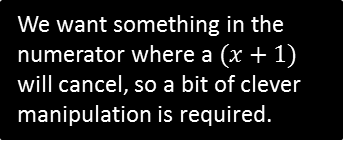 We want something in the
numerator where a (𝑥 + 1)
will cancel, so a bit of clever
manipulation is required.